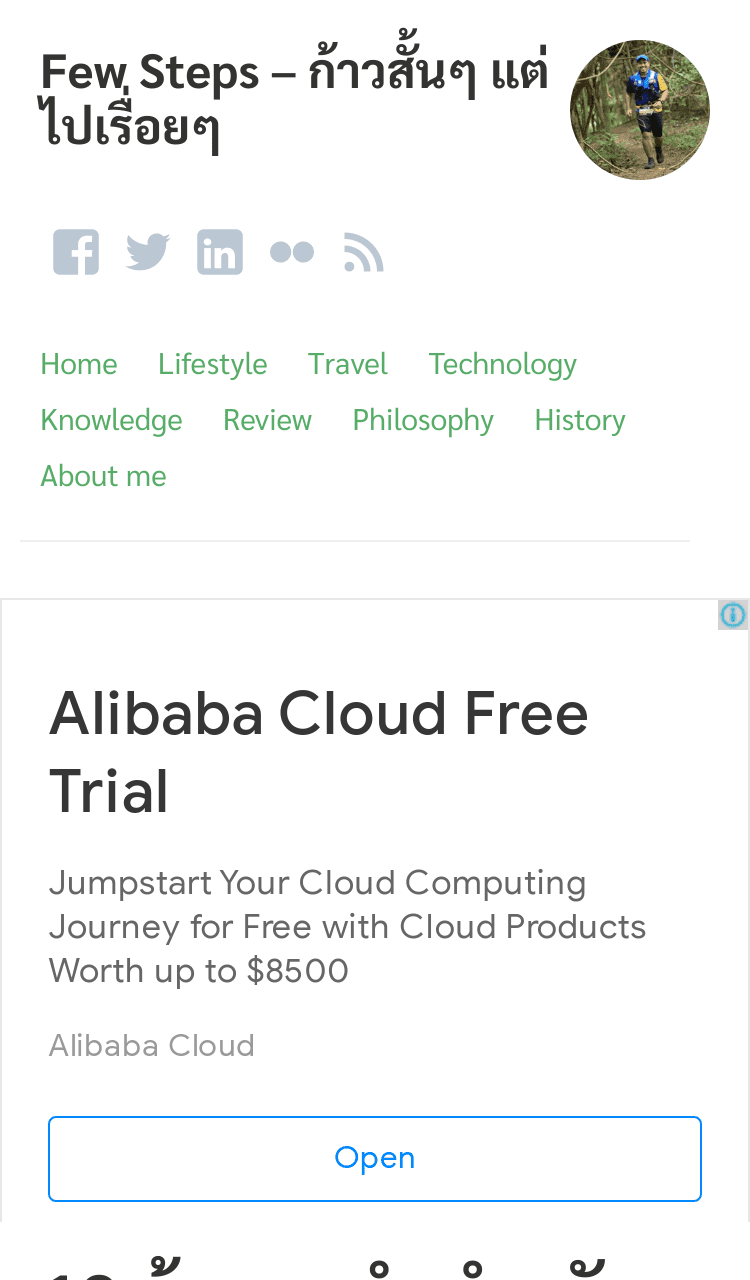 Few Steps – ก้าวสั้นๆ แต่
ไปเรื่อยๆ
Home Lifestyle Travel Technology
Knowledge Review Philosophy History
About me
Alibaba Cloud Free
Trial
Jumpstart Your Cloud Computing
Journey for Free with Cloud Products
Worth up to $8500
Alibaba Cloud
Open